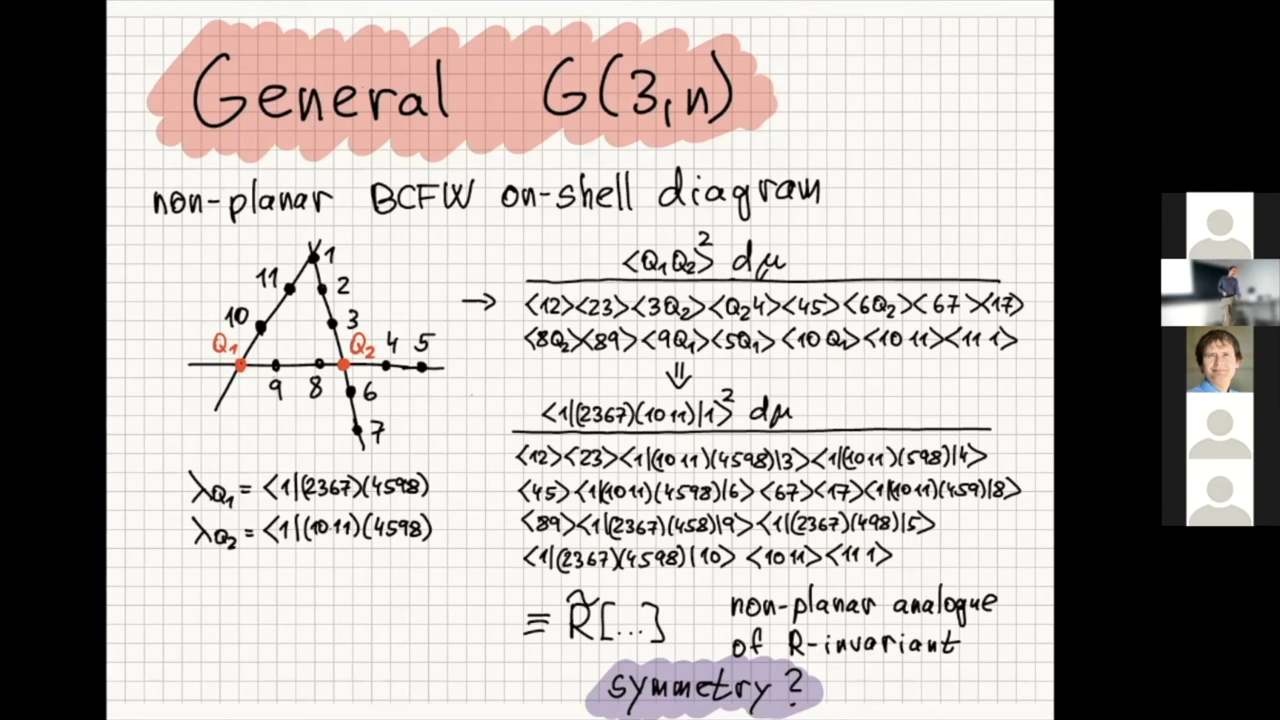 General G(3,n)
non-planar BCFW on-shell diagram
1
11
2
10
3
Q₁
Q₂
4
5
9
8
6
7
→ <Q₁Q₂>² dμ
<12><23><3Q₂><Q₂4><45><6Q₂><67><17>
<8Q₂><89><9Q₁><5Q₁><10 Q₁><10 11><11 1>
⇓
<1|(2367)(10 11)|1>² dμ
<12><23><1|(10 11)(4598)|3><1|(10 11)(598)|4>
<45><1|(10 11)(4598)|6><67><17><1|(10 11)(459)|8>
<89><1|(2367)(458)|9><1|(2367)(498)|5>
<1|(2367)(4598)|10> <10 11><11 1>
λQ₁ = <1|(2367)(4598)
λQ₂ = <1|(10 11)(4598)
≡ R̃[...]
non-planar analogue
of R-invariant
symmetry?